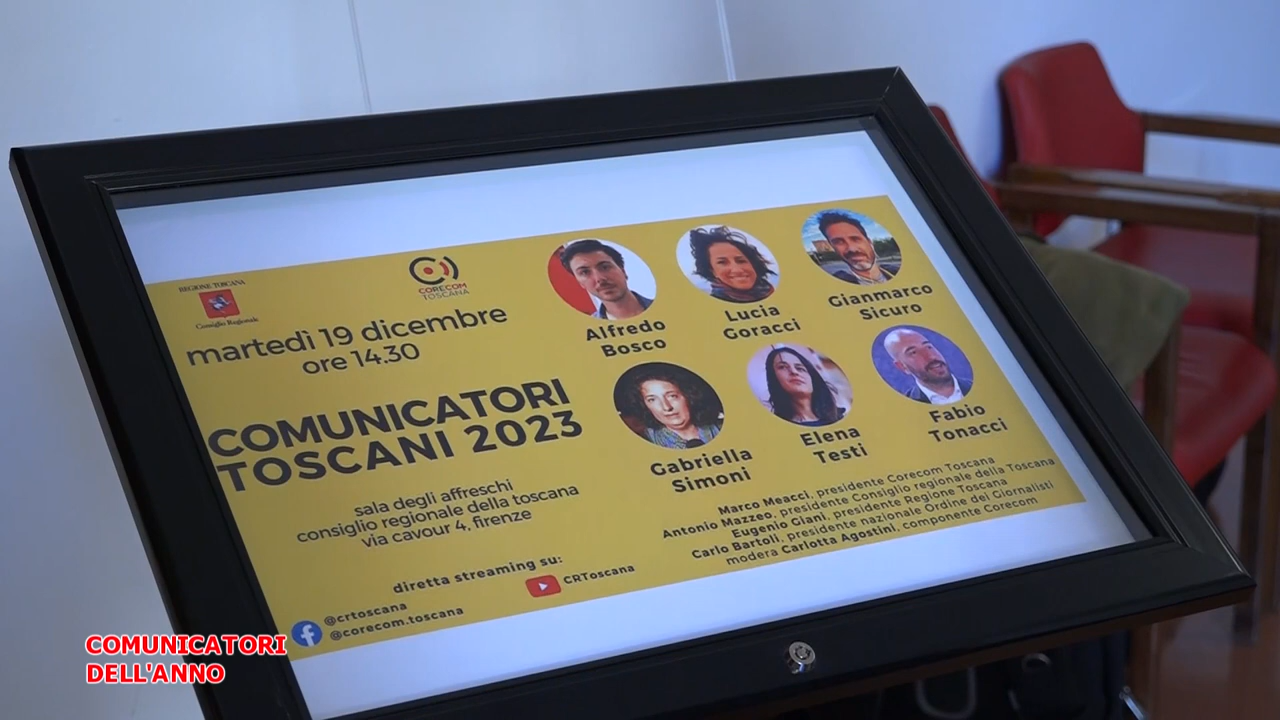 REGIONE TOSCANA
Consiglio Regionale
CORECOM
TOSCANA
martedì 19 dicembre
ore 14.30
COMUNICATORI
TOSCANI 2023
sala degli affreschi
consiglio regionale della toscana
via cavour 4, firenze
diretta streaming su:
CRToscana
@crtoscana
@corecom.toscana
Alfredo
Bosco
Lucia
Goracci
Gianmarco
Sicuro
Gabriella
Simoni
Elena
Testi
Fabio
Tonacci
Marco Meacci, presidente Corecom Toscana
Antonio Mazzeo, presidente Consiglio regionale della Toscana
Eugenio Giani, presidente Regione Toscana
Carlo Bartoli, presidente nazionale Ordine dei Giornalisti
modera Carlotta Agostini, componente Corecom
COMUNICATORI
DELL'ANNO